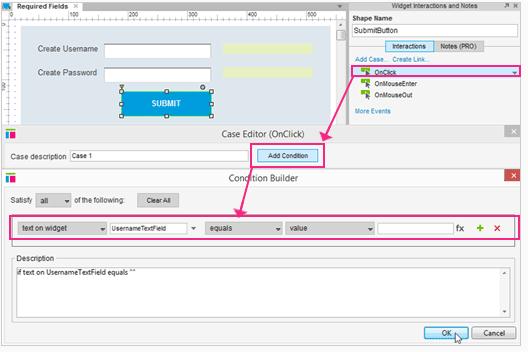 Required Fields
Widget Interactions and Notes
0 100 200 300 400 500
Shape Name
SubmitButton
Interactions
Notes (PRO)
Create Username
Add Case... Create Link...
Create Password
OnClick
OnMouseEnter
100
SUBMIT
OnMouseOut
More Events
Case Editor (OnClick)
Case description
Case 1
Add Condition
Condition Builder
Satisfy
all
of the following:
Clear All
text on widget
UsernameTextField
equals
value
fx
Description
if text on UsernameTextField equals ""
OK
Cancel